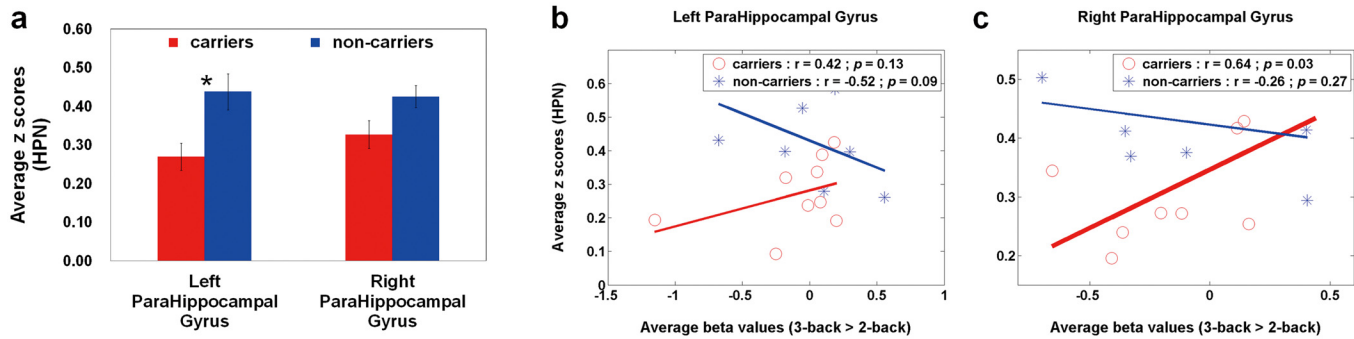 a
0.60
0.50
0.40
0.30
0.20
0.10
0.00
Average z scores
(HPN)
carriers
non-carriers
*
Left
ParaHippocampal
Gyrus
Right
ParaHippocampal
Gyrus
b
Left ParaHippocampal Gyrus
carriers : r = 0.42 ; p = 0.13
non-carriers : r = -0.52 ; p = 0.09
Average z scores (HPN)
0.6
0.5
0.4
0.3
0.2
0.1
0
-1.5
-1
-0.5
0
0.5
1
Average beta values (3-back > 2-back)
c
Right ParaHippocampal Gyrus
carriers : r = 0.64 ; p = 0.03
non-carriers : r = -0.26 ; p = 0.27
0.5
0.4
0.3
0.2
0
0.5
Average beta values (3-back > 2-back)